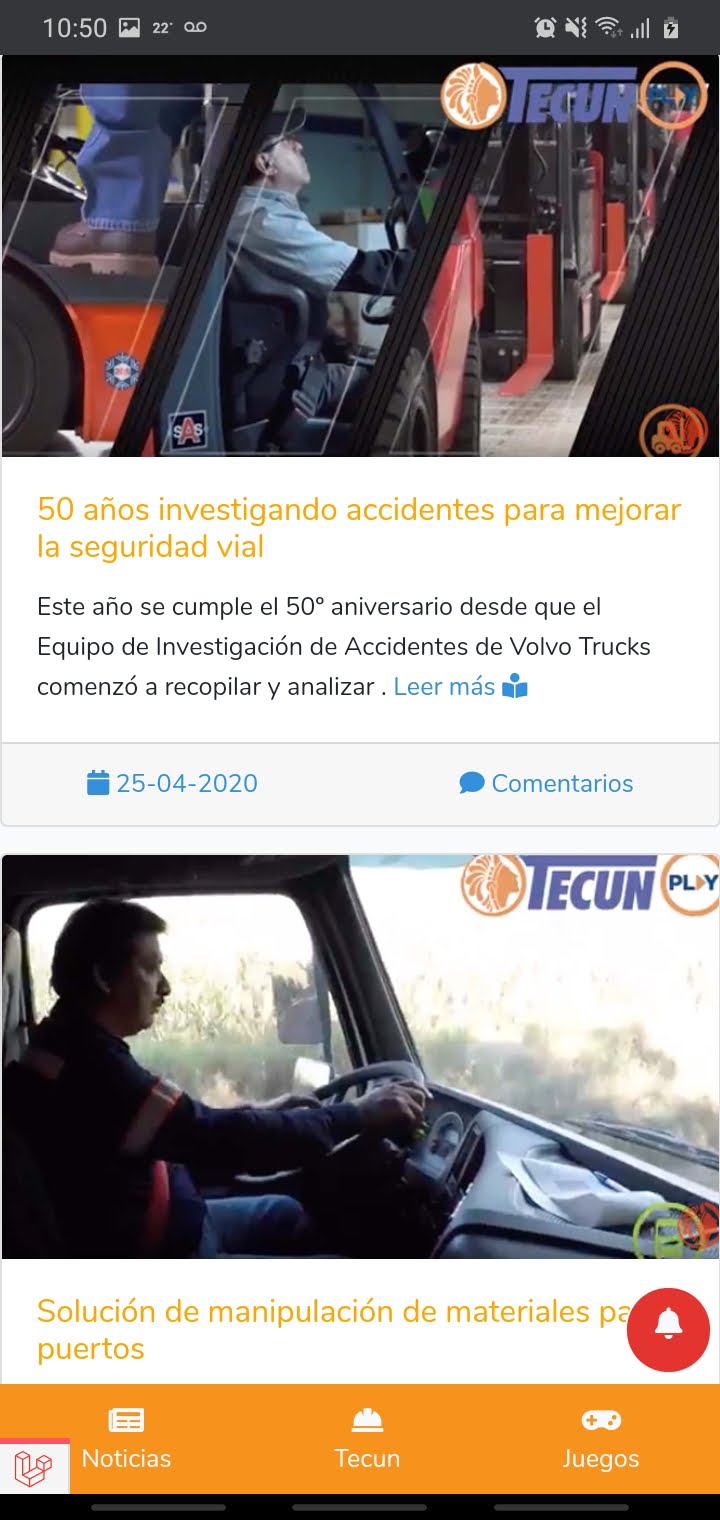 10:50 22°
TECUN PLAY
SAS
50 años investigando accidentes para mejorar
la seguridad vial
Este año se cumple el 50º aniversario desde que el
Equipo de Investigación de Accidentes de Volvo Trucks
comenzó a recopilar y analizar . Leer más
25-04-2020 Comentarios
TECUN PLAY
Solución de manipulación de materiales pa
puertos
Noticias Tecun Juegos